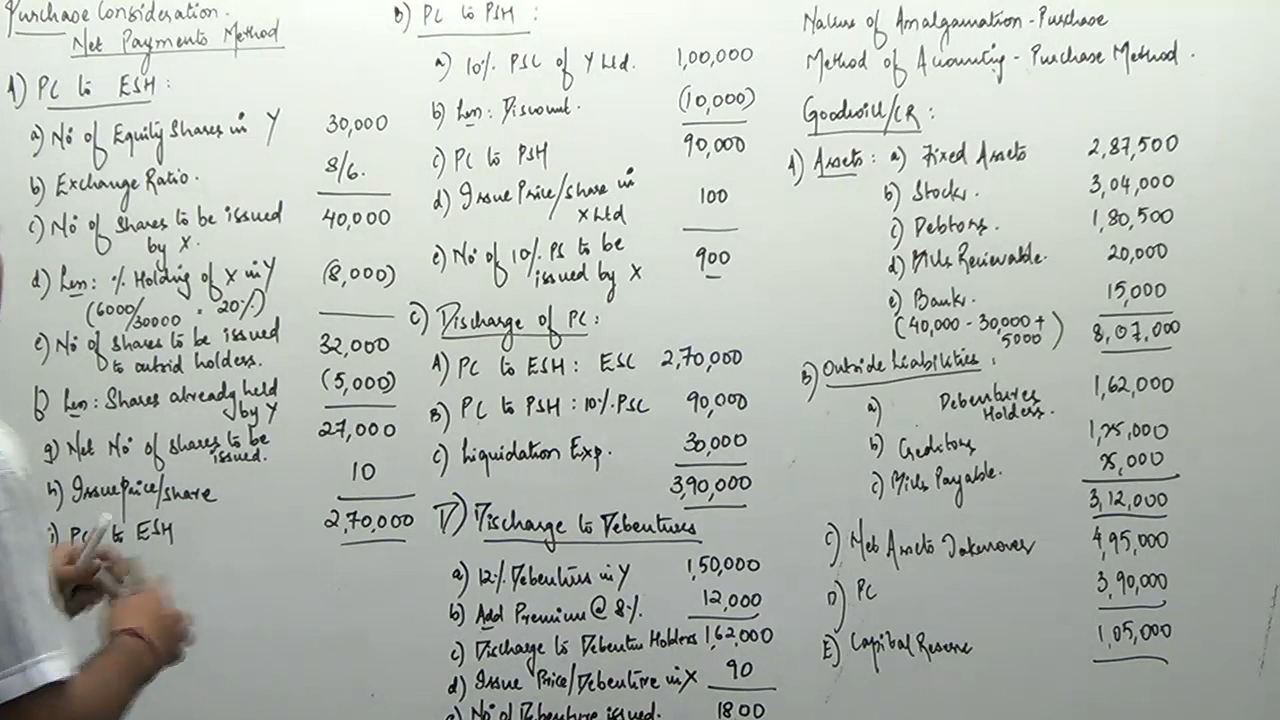 Purchase Consideration.
Net Payments Method
A) PC to ESH :
a) No of Equity Shares in Y 30,000
b) Exchange Ratio. 8/6.
c) No of Shares to be issued 40,000
by X.
d) Less: % Holding of X in Y (8,000)
(6000/30000 = 20%)
e) No of shares to be issued 32,000
to outsid holders.
f) Less: Shares already held (5,000)
by Y
g) Net No of shares to be 27,000
issued.
h) Issue Price/share 10
i) PC to ESH 2,70,000
B) PC to PSH :
a) 10% PSC of Y Ltd. 1,00,000
b) Less: Discount. (10,000)
c) PC to PSH 90,000
d) Issue Price/Share in 100
X Ltd
e) No of 10% PS to be 900
issued by X
C) Discharge of PC :
A) PC to ESH : ESC 2,70,000
B) PC to PSH : 10% PSC 90,000
c) Liquidation Exp. 30,000
3,90,000
D) Discharge to Debentures
a) 12% Debentures in Y 1,50,000
b) Add Premium @ 8%. 12,000
c) Discharge to Debenture Holders 1,62,000
d) Issue Price/Debenture in X 90
e) No of Debenture issued. 1800
Nature of Amalgamation - Purchase
Method of Accounting - Purchase Method.
Goodwill/CR :
A) Assets : a) Fixed Assets 2,87,500
b) Stocks. 3,04,000
c) Debtors. 1,80,500
d) Bills Receivable. 20,000
e) Bank. 15,000
(40,000 - 30,000 + 5000) 8,07,000
B) Outside Liabilities :
a) Debentures 1,62,000
Holders.
b) Creditors 1,25,000
c) Bills Payable. 25,000
3,12,000
C) Net Assets Takenover 4,95,000
D) PC 3,90,000
E) Capital Reserve 1,05,000